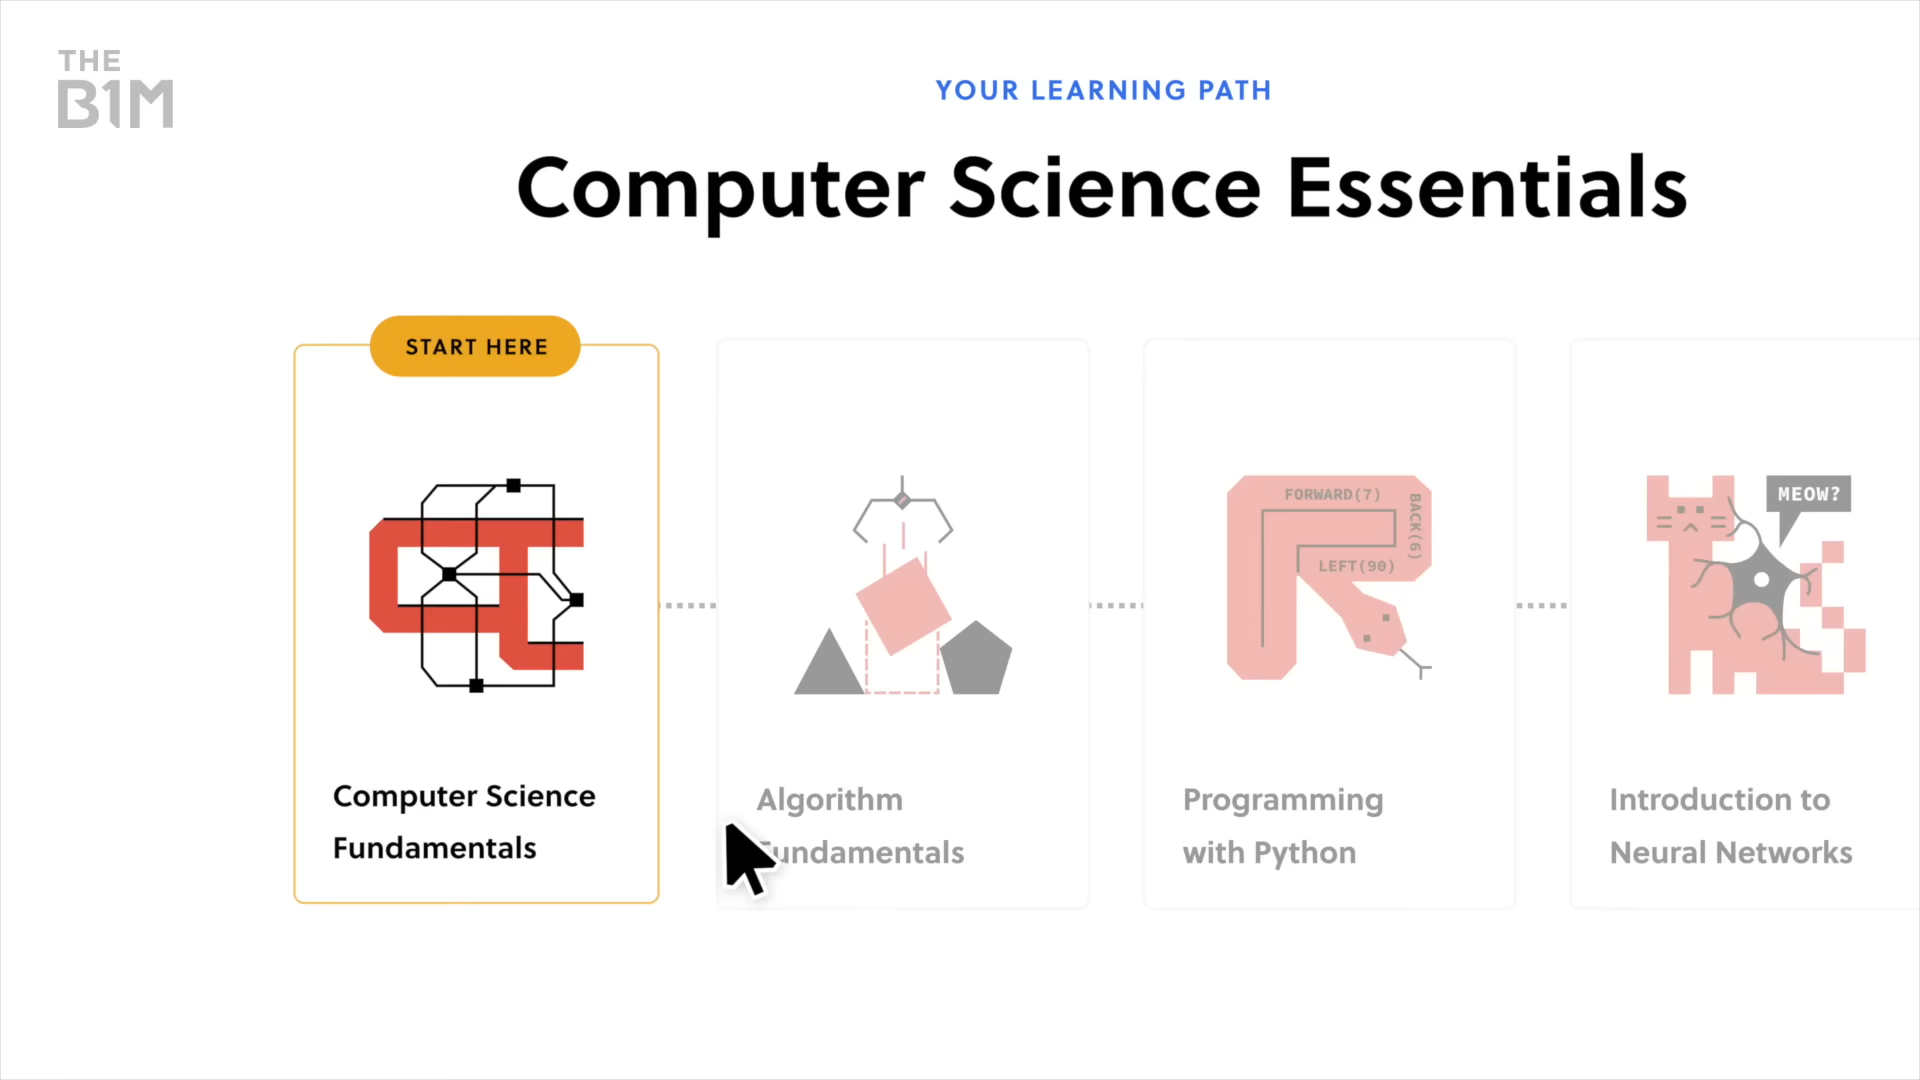 THE
B1M
YOUR LEARNING PATH
Computer Science Essentials
START HERE
Computer Science
Fundamentals
Algorithm
Fundamentals
FORWARD(7)
BACK(6)
LEFT(90)
Programming
with Python
MEOW?
Introduction to
Neural Networks